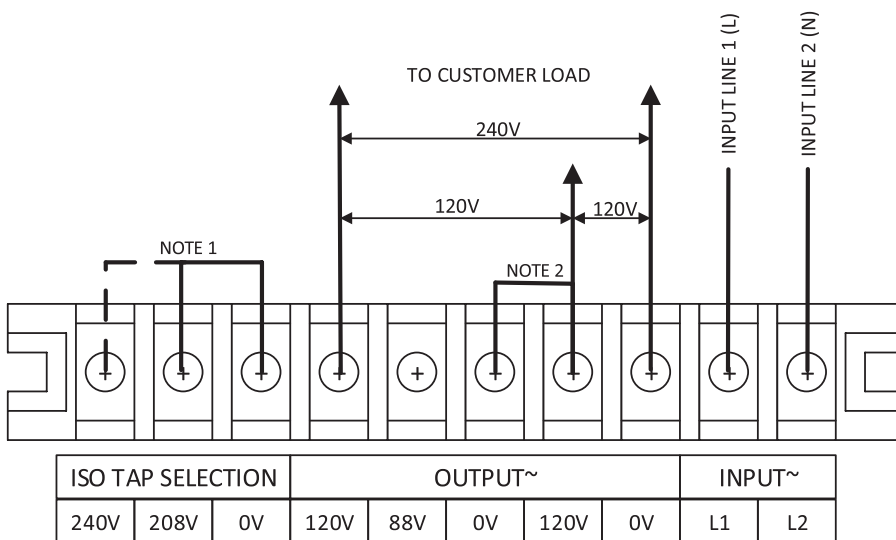 TO CUSTOMER LOAD
INPUT LINE 1 (L)
INPUT LINE 2 (N)
240V
120V
120V
NOTE 1
NOTE 2
ISO TAP SELECTION OUTPUT~ INPUT~
240V 208V 0V 120V 88V 0V 120V 0V L1 L2